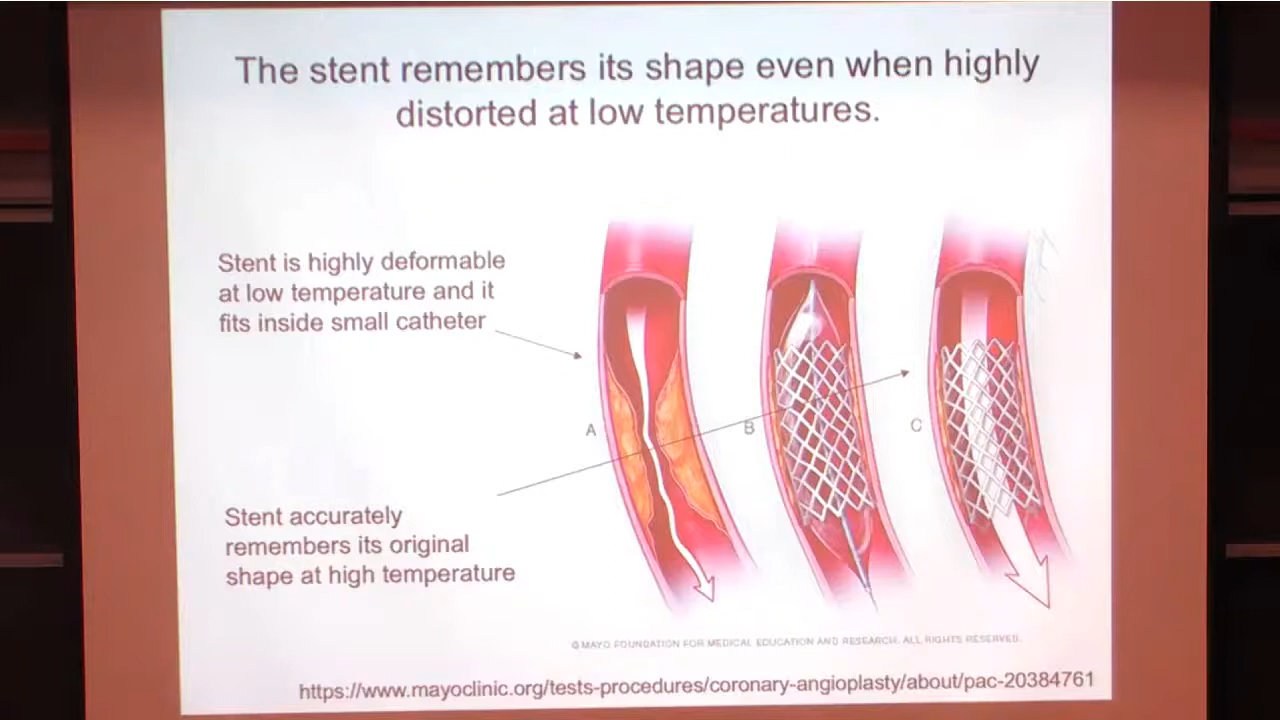 The stent remembers its shape even when highly
distorted at low temperatures.
Stent is highly deformable
at low temperature and it
fits inside small catheter
A
B
C
Stent accurately
remembers its original
shape at high temperature
© MAYO FOUNDATION FOR MEDICAL EDUCATION AND RESEARCH. ALL RIGHTS RESERVED.
https://www.mayoclinic.org/tests-procedures/coronary-angioplasty/about/pac-20384761